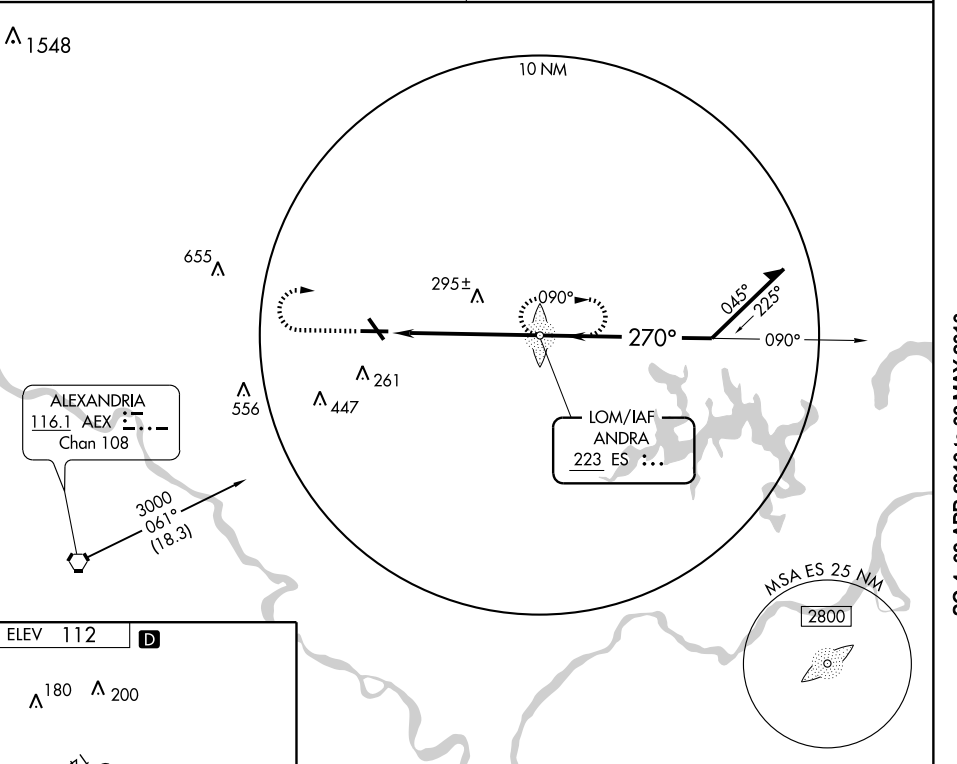 1548
10 NM
655
295±
090°
045°
225°
270°
090°
261
556
447
ALEXANDRIA
116.1 AEX
Chan 108
LOM/IAF
ANDRA
223 ES
3000
061°
(18.3)
MSA ES 25 NM
2800
ELEV 112 D
180
200